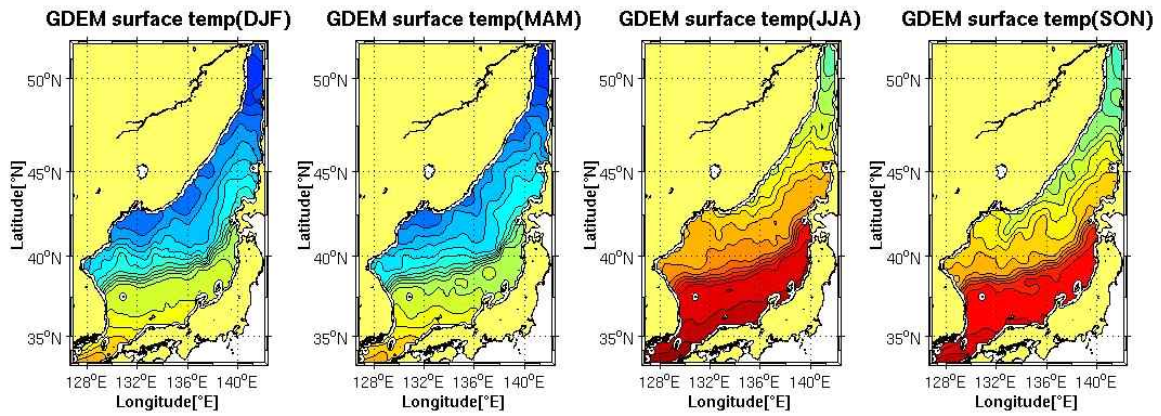 GDEM surface temp(DJF)
50°N
45°N
40°N
35°N
Latitude[°N]
128°E 132°E 136°E 140°E
Longitude[°E]
GDEM surface temp(MAM)
50°N
45°N
40°N
35°N
Latitude[°N]
128°E 132°E 136°E 140°E
Longitude[°E]
GDEM surface temp(JJA)
50°N
45°N
40°N
35°N
Latitude[°N]
128°E 132°E 136°E 140°E
Longitude[°E]
GDEM surface temp(SON)
50°N
45°N
40°N
35°N
Latitude[°N]
128°E 132°E 136°E 140°E
Longitude[°E]